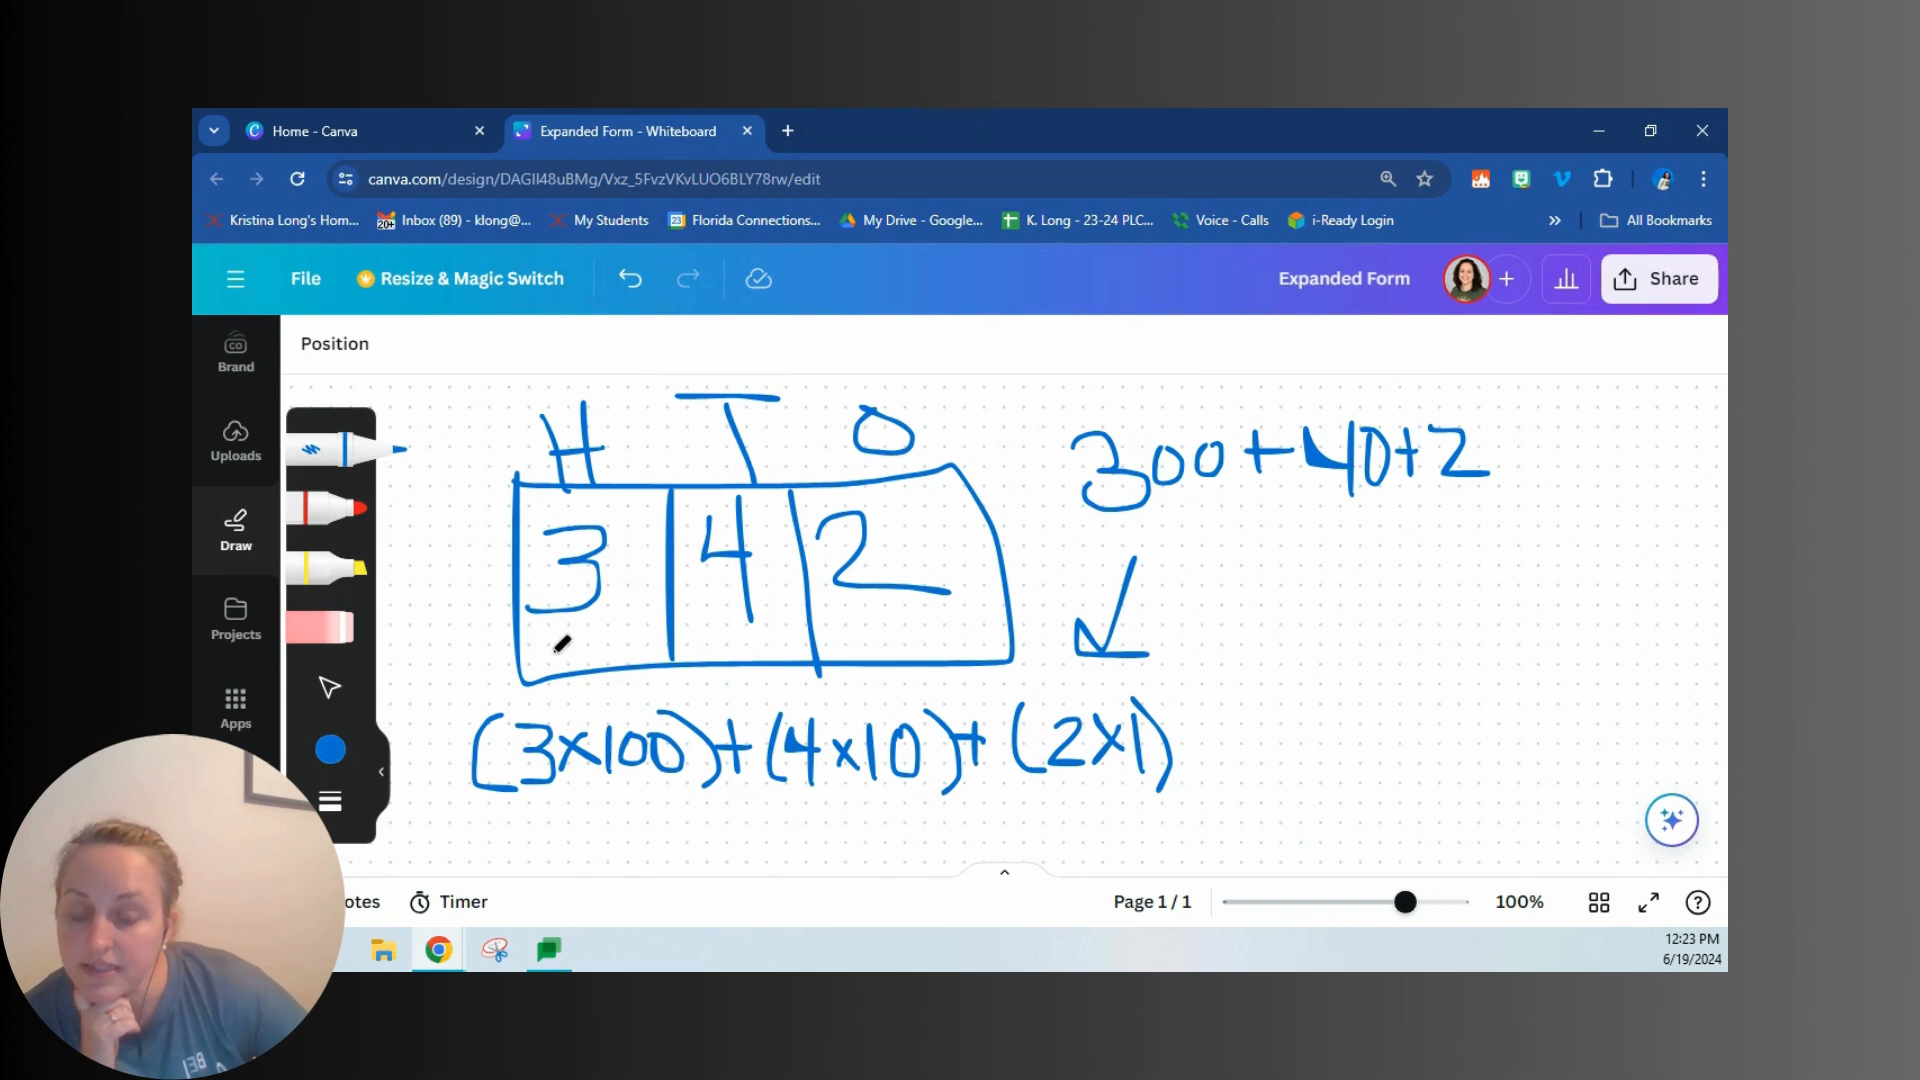 Home - Canva
Expanded Form - Whiteboard
canva.com/design/DAGIl48uBMg/Vxz_5FvzVKvLUO6BLY78rw/edit
Kristina Long's Hom...
20+
Inbox (89) - klong@...
My Students
23
Florida Connections...
My Drive - Google...
K. Long - 23-24 PLC...
Voice - Calls
i-Ready Login
All Bookmarks
File
Resize & Magic Switch
Expanded Form
Share
Position
CO
Brand
Uploads
Draw
Projects
Apps
H T O
300+40+2
3 4 2
(3x100)+(4x10)+(2x1)
otes
Timer
Page 1 / 1
100%
12:23 PM
6/19/2024